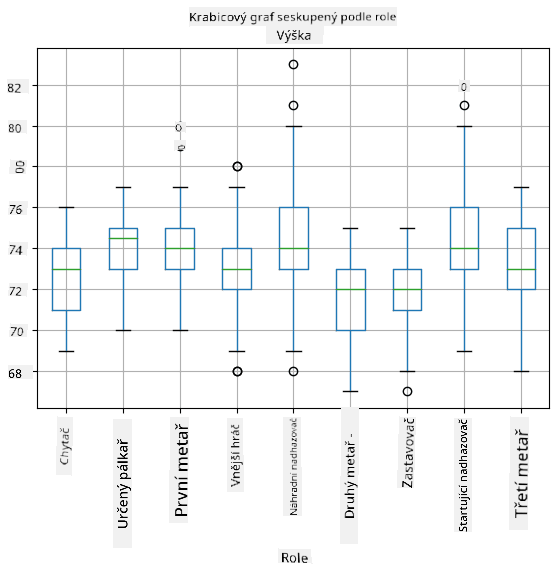 Krabicový graf seskupený podle role
Výška
82
80
00
76
74
72
70
68
Chytač
Určený pálkař
První metař
Vnější hráč
Náhradní nadhazovač
Druhý metař -
Zastavovač
Startující nadhazovač
Třetí metař
Role